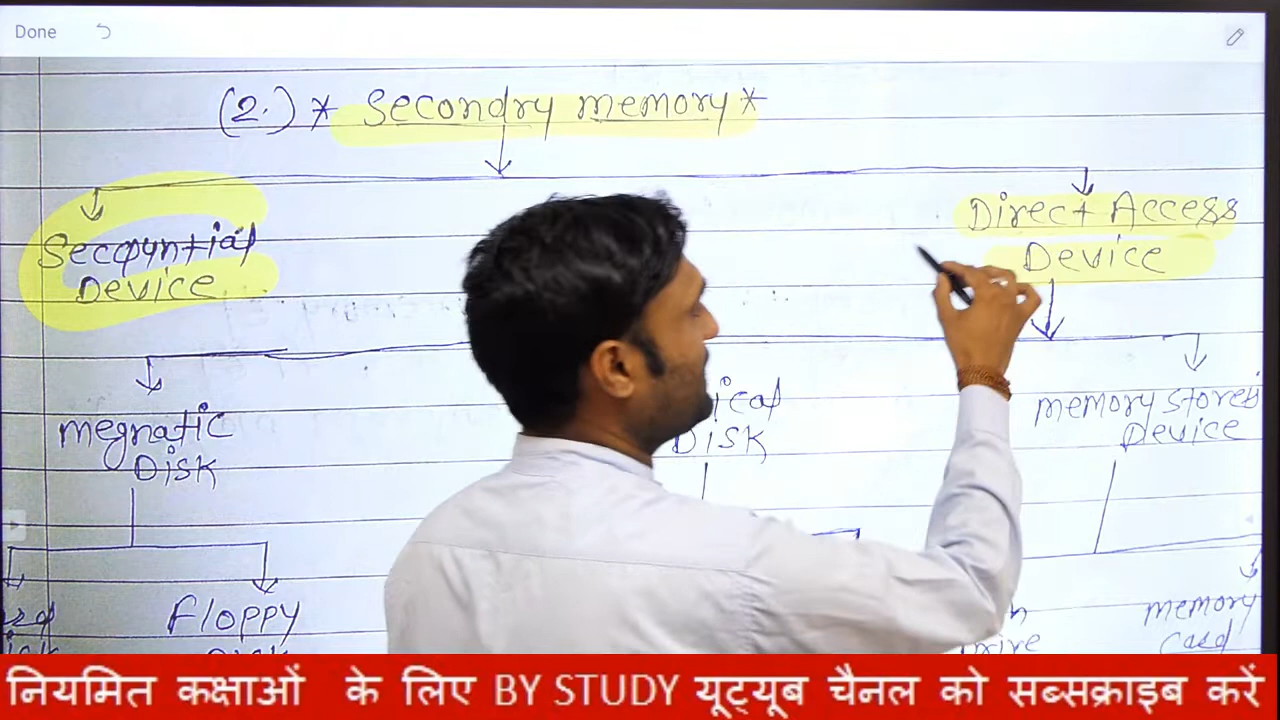 Done
(2.) * Secondry memory *
Direct Access
Device
Secquntial
Device
Megnatic
Disk
Disk
memory stores
Device
Floppy
memory
Card
नियमित कक्षाओं के लिए BY STUDY यूट्यूब चैनल को सब्सक्राइब करें